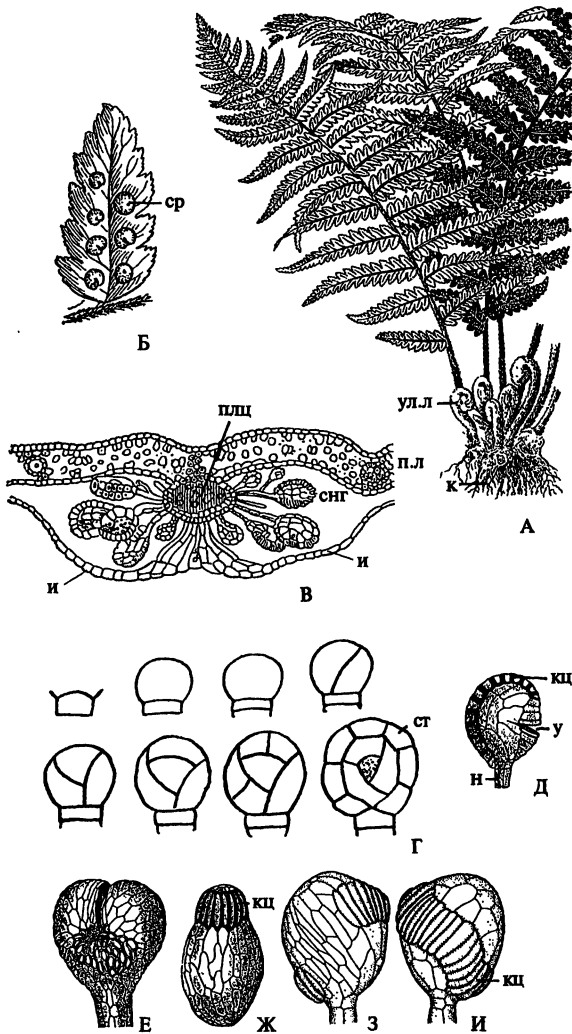 ср
Б
ул.л
к
А
плц
п.л
снг
и
и
В
ст
Г
кц
у
н
Д
Е
кц
Ж
З
кц
И